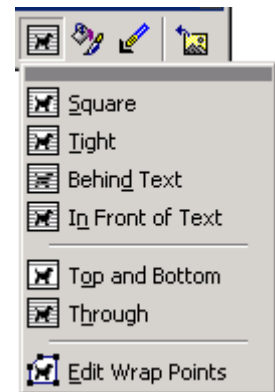 Square
Tight
Behind Text
In Front of Text
Top and Bottom
Through
Edit Wrap Points